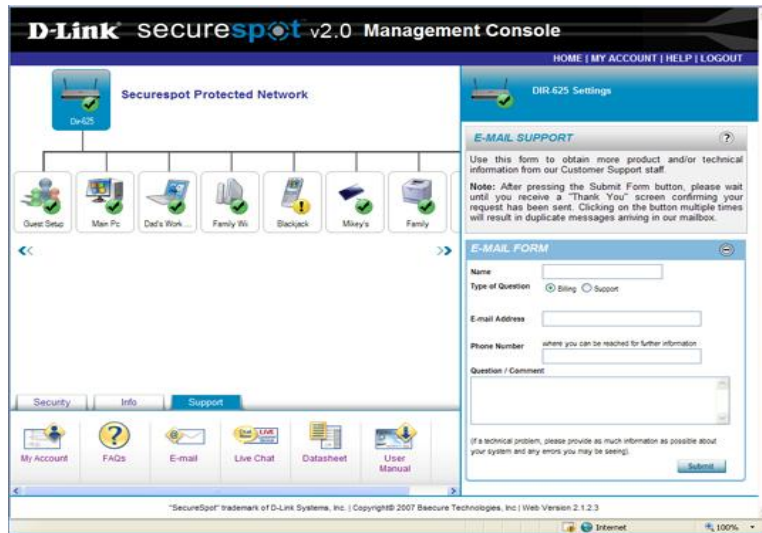 D-Link securespot v2.0 Management Console
HOME | MY ACCOUNT | HELP | LOGOUT
Securespot Protected Network
Dir-625
Guest Setup
Main Pc
Dad's Work ...
Family Wii
Blackjack
Mikey's
Family
<<
>>
Security
Info
Support
My Account
FAQs
E-mail
Live Chat
Datasheet
User
Manual
DIR-625 Settings
E-MAIL SUPPORT
?
Use this form to obtain more product and/or technical
information from our Customer Support staff.
Note: After pressing the Submit Form button, please wait
until you receive a "Thank You" screen confirming your
request has been sent. Clicking on the button multiple times
will result in duplicate messages arriving in our mailbox.
E-MAIL FORM
Name
Type of Question
Billing
Support
E-mail Address
Phone Number
where you can be reached for further information
Question / Comment
(If a technical problem, please provide as much information as possible about
your system and any errors you may be seeing).
Submit
"SecureSpot" trademark of D-Link Systems, Inc. | Copyright© 2007 Bsecure Technologies, Inc | Web Version 2.1.2.3
Internet
100%